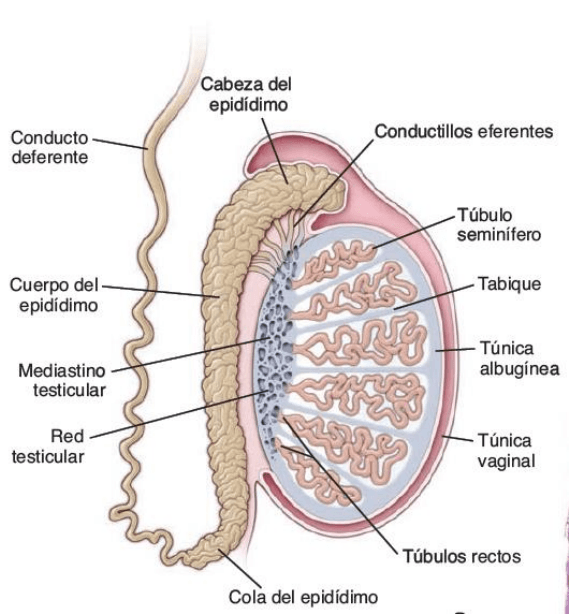 Cabeza del
epidídimo
Conducto
deferente
Conductillos eferentes
Túbulo
seminífero
Cuerpo del
epidídimo
Tabique
Mediastino
testicular
Túnica
albugínea
Red
testicular
Túnica
vaginal
Túbulos rectos
Cola del epidídimo